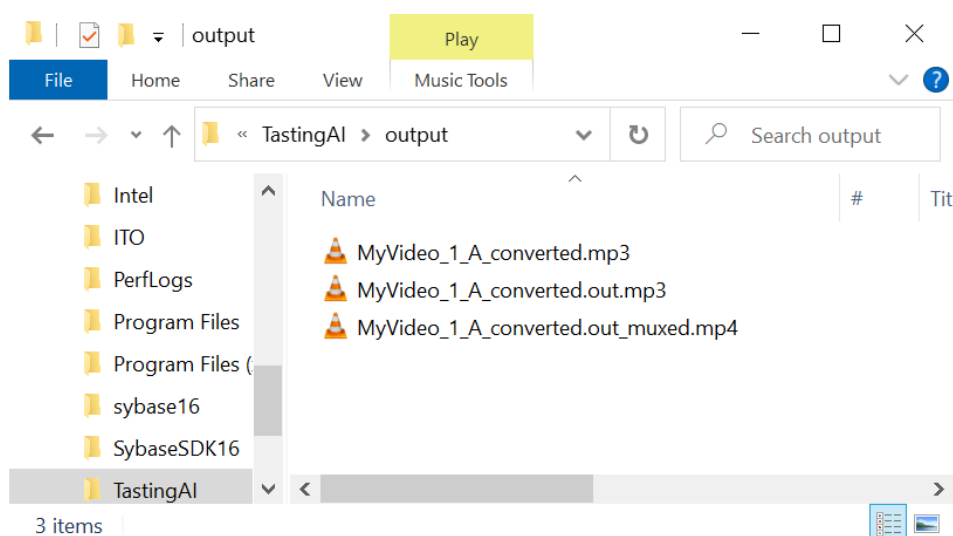 output
Play
File Home Share View Music Tools
?
« TastingAI > output
Search output
Intel
ITO
PerfLogs
Program Files
Program Files (
sybase16
SybaseSDK16
TastingAI
Name # Tit
MyVideo_1_A_converted.mp3
MyVideo_1_A_converted.out.mp3
MyVideo_1_A_converted.out_muxed.mp4
3 items